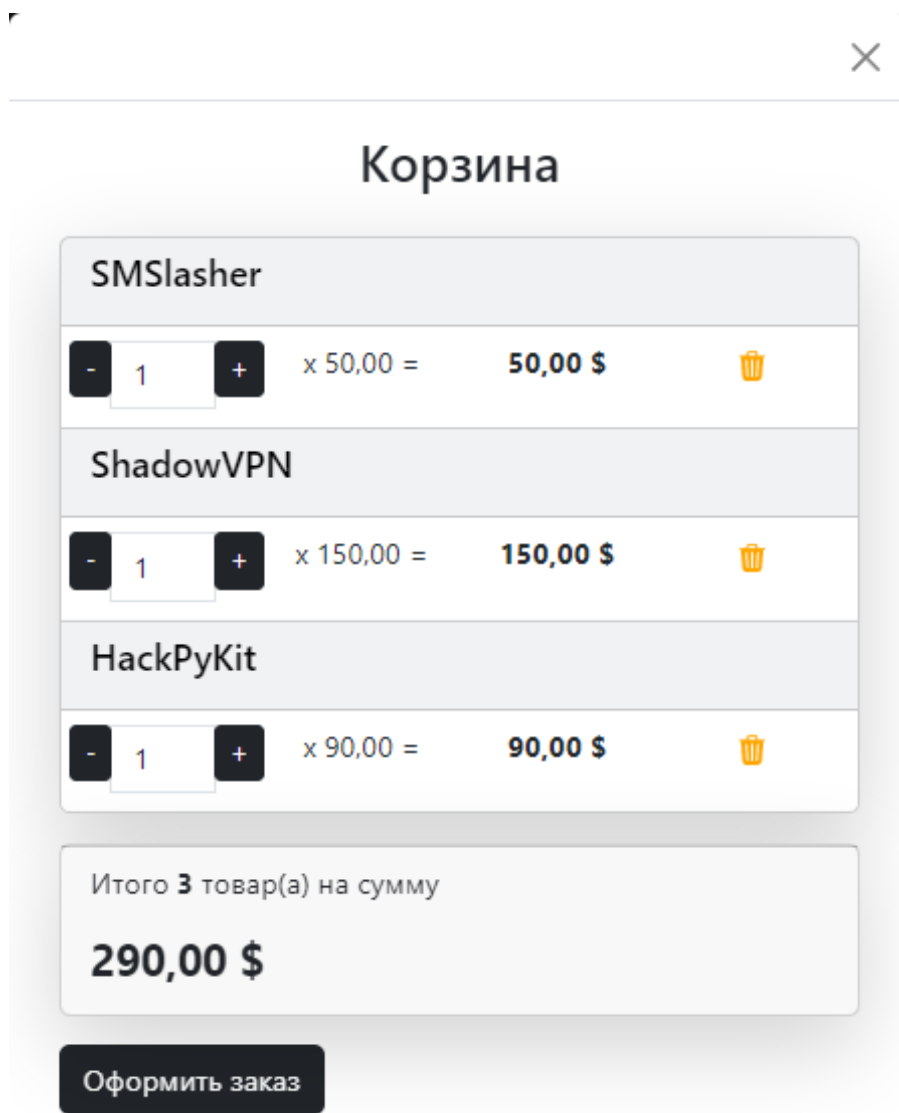 Корзина
SMSlasher
- 1 + x 50,00 = 50,00 $
ShadowVPN
- 1 + x 150,00 = 150,00 $
HackPyKit
- 1 + x 90,00 = 90,00 $
Итого 3 товар(а) на сумму
290,00 $
Оформить заказ